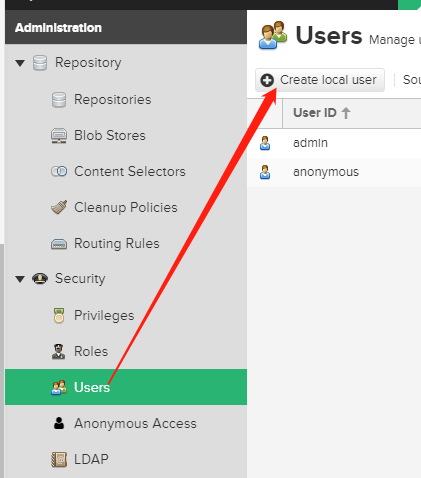 Administration
Repository
Repositories
Blob Stores
Content Selectors
Cleanup Policies
Routing Rules
Security
Privileges
Roles
Users
Anonymous Access
LDAP
Users Manage
Create local user
User ID
admin
anonymous